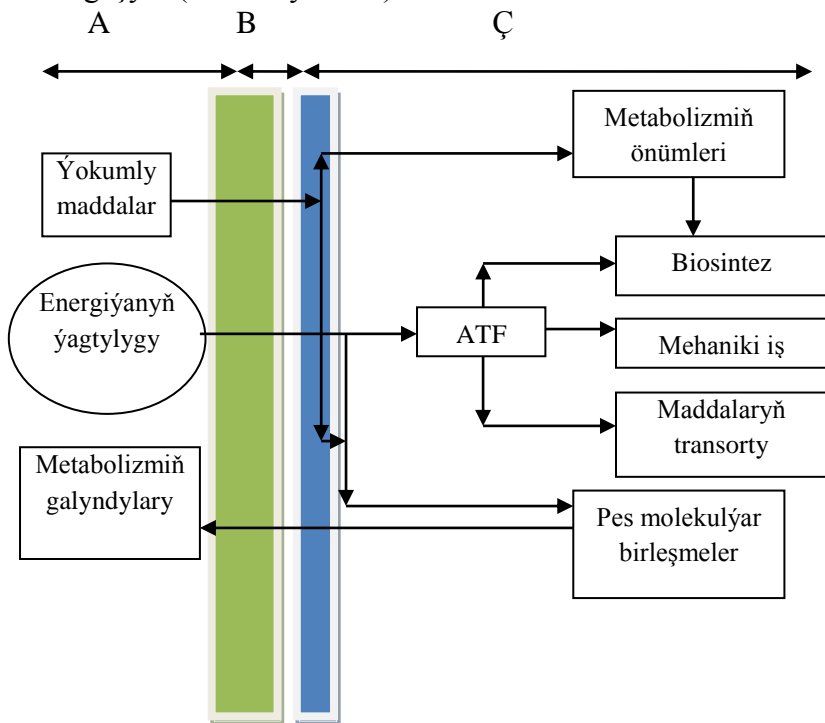 A B Ç
Metabolizmiň
önümleri
Ýokumly
maddalar
Biosintez
Energiýanyň
ýagtylygy
ATF
Mehaniki iş
Maddalaryň
transorty
Metabolizmiň
galyndylary
Pes molekulýar
birleşmeler